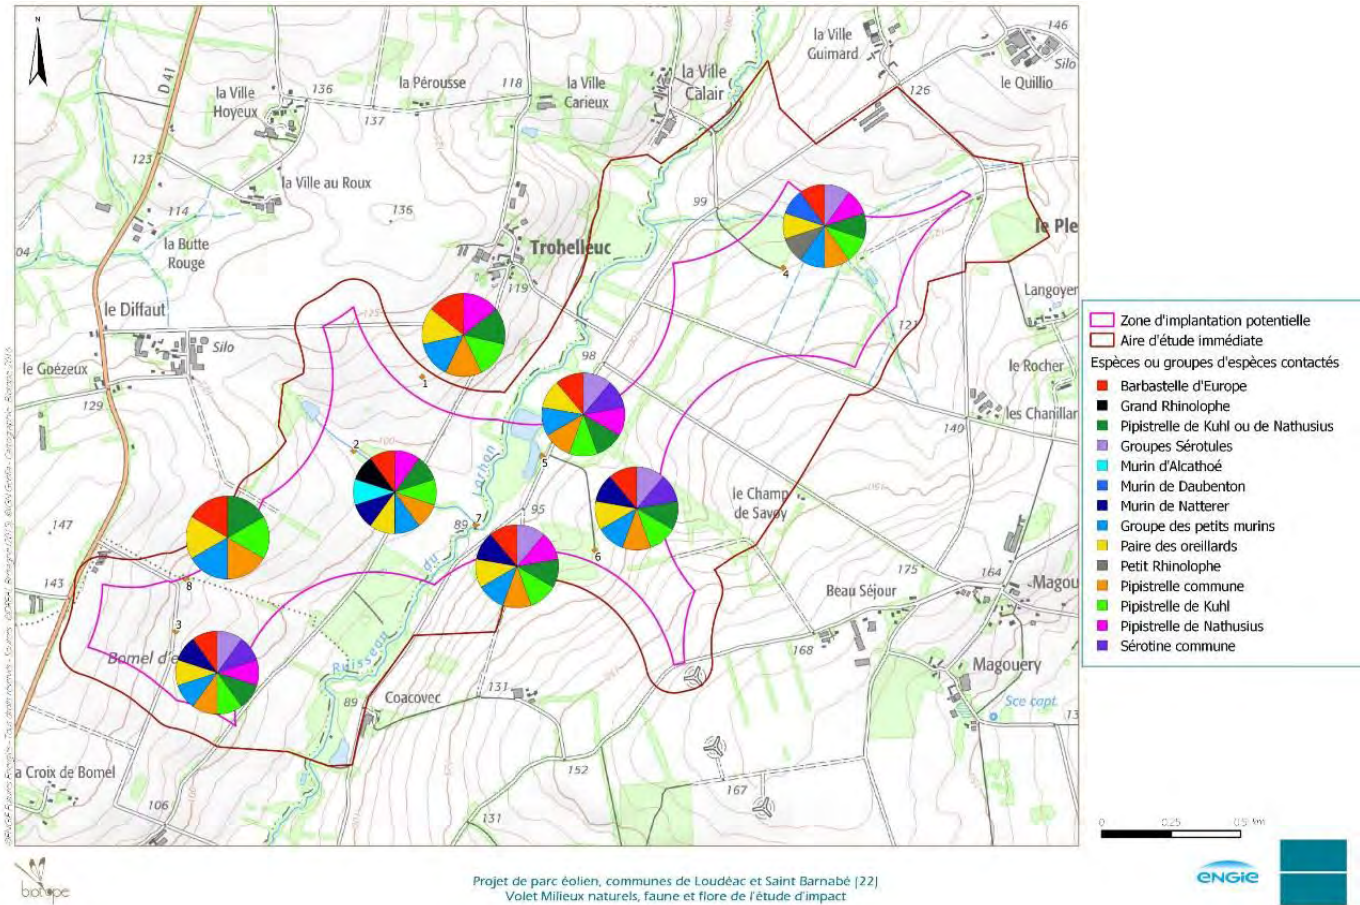 N
D 41
la Ville
Hoyeux
136
la Pérousse
118
137
la Ville
Carieux
la Ville
Calair
la Ville
Guimard
146
Silo
le Quillio
126
123
la Ville au Roux
114
136
la Butte
Rouge
04
Trohelleuc
119
99
4
le Ple
Langoyer
121
le Diffaut
Silo
125
le Goézeux
129
1
98
le Rocher
les Chanillar
140
2
100
5
le Champ
de Savoy
147
143
8
7
89
95
6
Ruisseau
du
Larhon
175
164
Magou
Beau Séjour
3
Bomel d'e
168
Magouery
Sce capt.
13
Coacovec
89
131
152
167
a Croix de Bomel
106
131
Zone d'implantation potentielle
Aire d'étude immédiate
Espèces ou groupes d'espèces contactés
Barbastelle d'Europe
Grand Rhinolophe
Pipistrelle de Kuhl ou de Nathusius
Groupes Sérotules
Murin d'Alcathoé
Murin de Daubenton
Murin de Natterer
Groupe des petits murins
Paire des oreillards
Petit Rhinolophe
Pipistrelle commune
Pipistrelle de Kuhl
Pipistrelle de Nathusius
Sérotine commune
0 0,25 0,5 km
biotope
Projet de parc éolien, communes de Loudéac et Saint Barnabé [22]
Volet Milieux naturels, faune et flore de l'étude d'impact
ENGIE